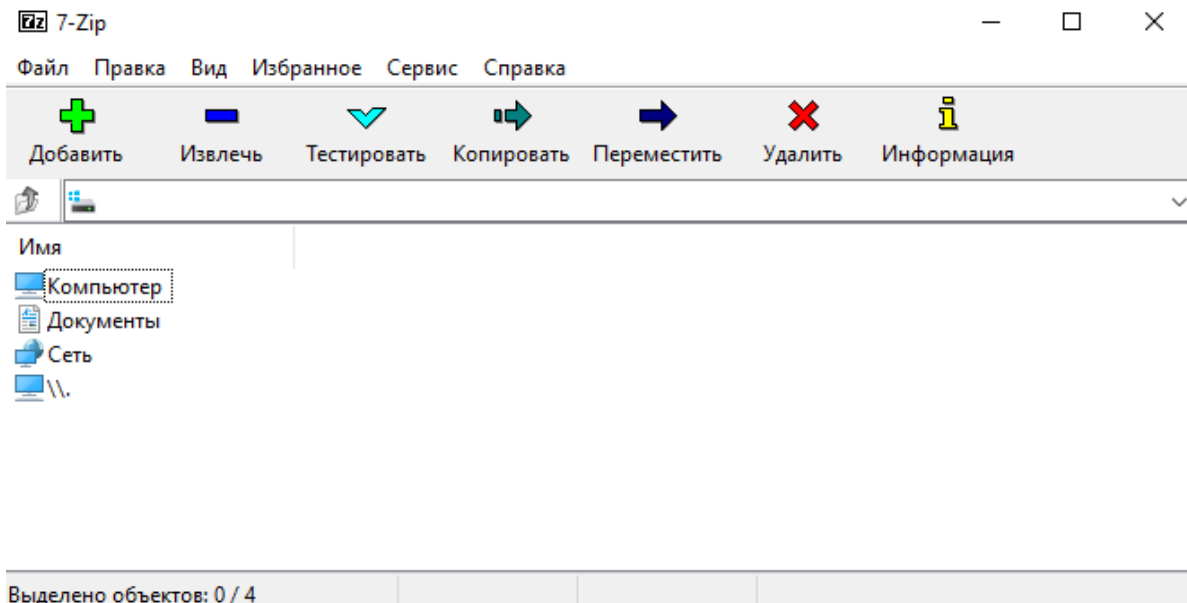 7z 7-Zip
Файл Правка Вид Избранное Сервис Справка
Добавить Извлечь Тестировать Копировать Переместить Удалить Информация
Имя
Компьютер
Документы
Сеть
\\.
Выделено объектов: 0 / 4